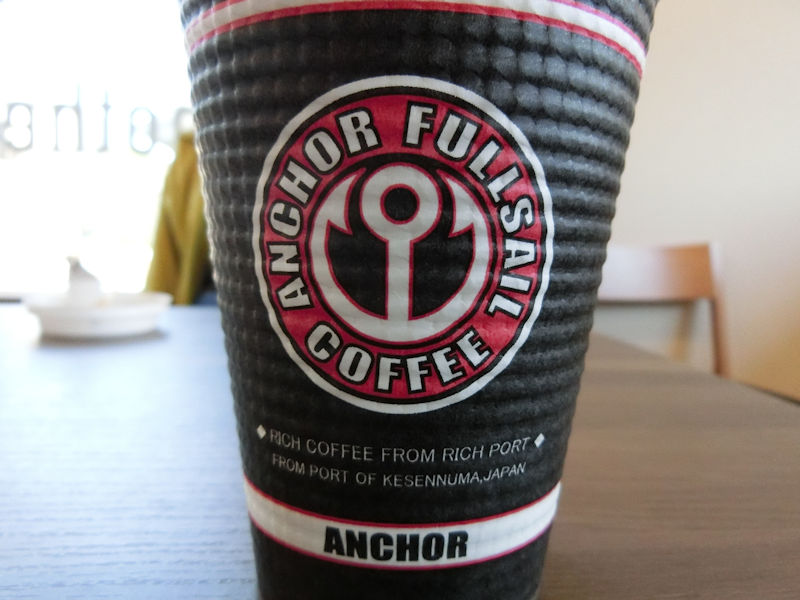 ANCHOR FULLSAIL
COFFEE
RICH COFFEE FROM RICH PORT
FROM PORT OF KESENNUMA,JAPAN
ANCHOR